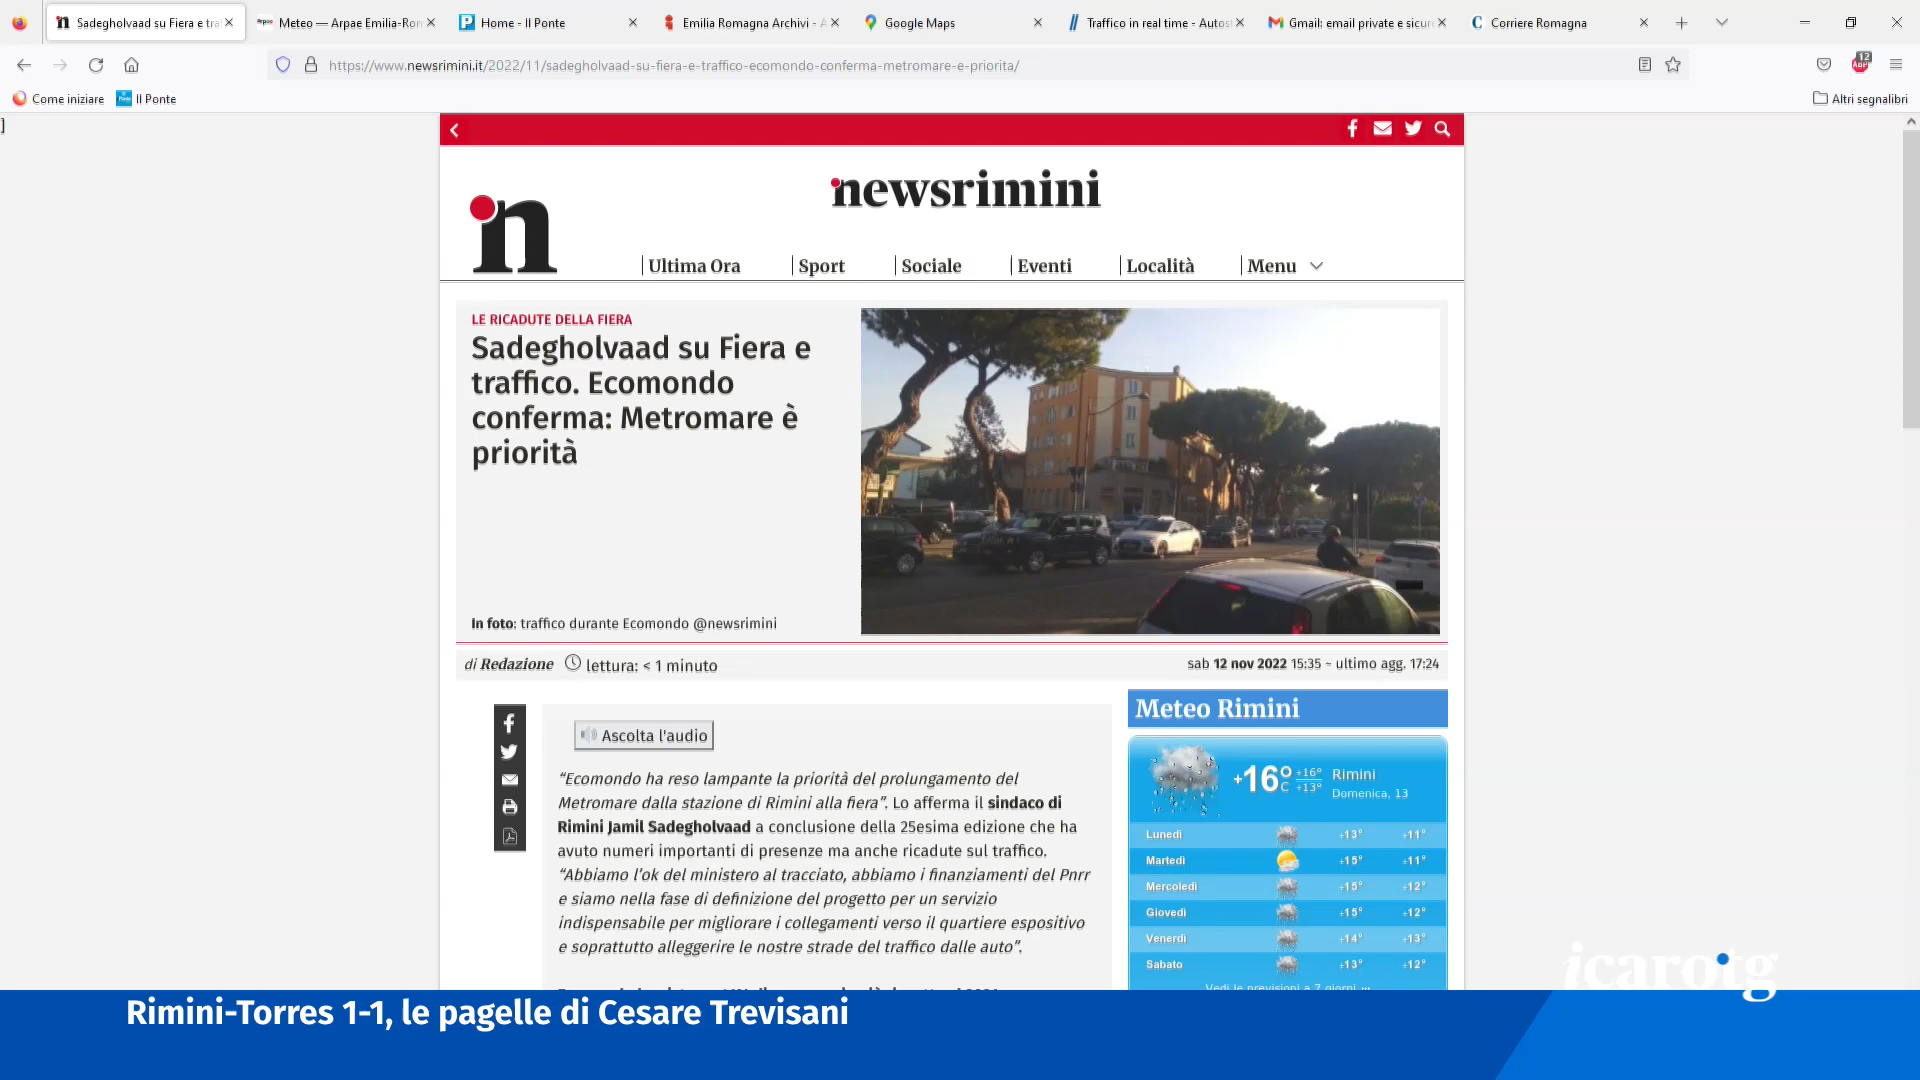 Sadegholvaad su Fiera e tra
Meteo — Arpae Emilia-Rom
Home - Il Ponte
Emilia Romagna Archivi - A
Google Maps
Traffico in real time - Autost
Gmail: email private e sicure
Corriere Romagna
https://www.newsrimini.it/2022/11/sadegholvaad-su-fiera-e-traffico-ecomondo-conferma-metromare-e-priorita/
ABP
12
Come iniziare
Il Ponte
Altri segnalibri
]
newsrimini
n
Ultima Ora
Sport
Sociale
Eventi
Località
Menu
LE RICADUTE DELLA FIERA
Sadegholvaad su Fiera e
traffico. Ecomondo
conferma: Metromare è
priorità
In foto: traffico durante Ecomondo @newsrimini
di Redazione
lettura: < 1 minuto
sab 12 nov 2022 15:35 ~ ultimo agg. 17:24
Ascolta l'audio
“Ecomondo ha reso lampante la priorità del prolungamento del
Metromare dalla stazione di Rimini alla fiera”. Lo afferma il sindaco di
Rimini Jamil Sadegholvaad a conclusione della 25esima edizione che ha
avuto numeri importanti di presenze ma anche ricadute sul traffico.
“Abbiamo l’ok del ministero al tracciato, abbiamo i finanziamenti del Pnrr
e siamo nella fase di definizione del progetto per un servizio
indispensabile per migliorare i collegamenti verso il quartiere espositivo
e soprattutto alleggerire le nostre strade del traffico dalle auto”.
Meteo Rimini
+16°C +16° +13°
Rimini
Domenica, 13
Lunedì +13° +11°
Martedì +15° +11°
Mercoledì +15° +12°
Giovedì +15° +12°
Venerdì +14° +13°
Sabato +13° +12°
Vedi le previsioni a 7 giorni
icarotg
Rimini-Torres 1-1, le pagelle di Cesare Trevisani